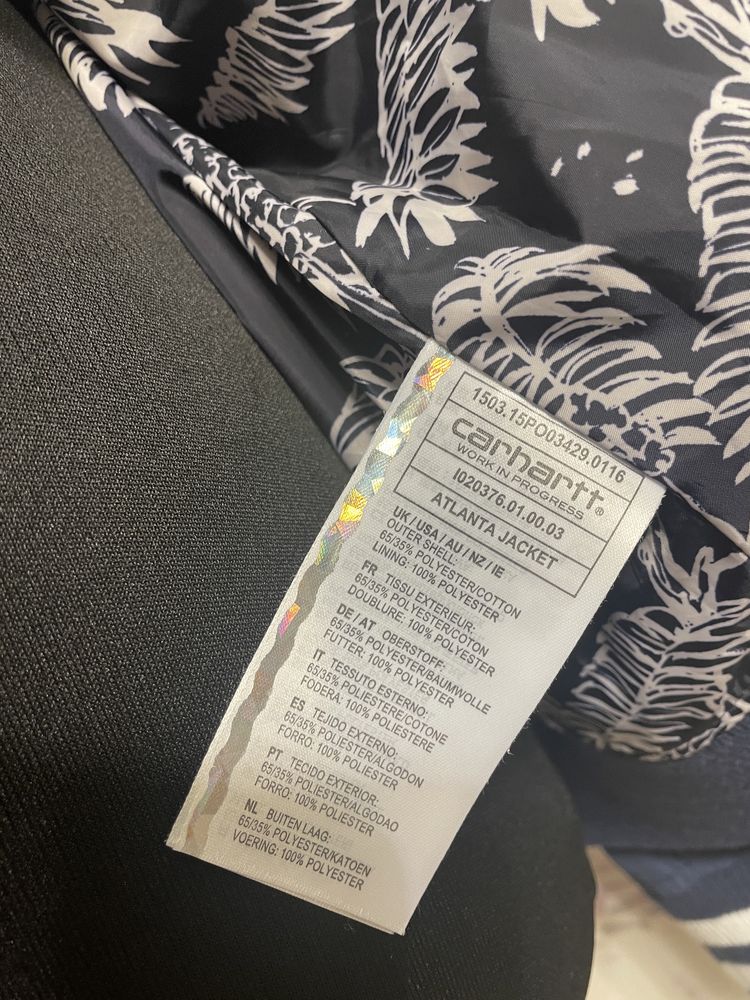 1503.15PO03429.0116
carhartt®
WORK IN PROGRESS
I020376.01.00.03
ATLANTA JACKET
UK / USA / AU / NZ / IE
OUTER SHELL:
65/35% POLYESTER/COTTON
LINING: 100% POLYESTER
FR TISSU EXTERIEUR:
65/35% POLYESTER/COTON
DOUBLURE: 100% POLYESTER
DE / AT OBERSTOFF:
65/35% POLYESTER/BAUMWOLLE
FUTTER: 100% POLYESTER
IT TESSUTO ESTERNO:
65/35% POLIESTERE/COTONE
FODERA: 100% POLIESTERE
ES TEJIDO EXTERNO:
65/35% POLIESTER/ALGODON
FORRO: 100% POLIESTER
PT TECIDO EXTERIOR:
65/35% POLIESTER/ALGODAO
FORRO: 100% POLIESTER
NL BUITEN LAAG:
65/35% POLYESTER/KATOEN
VOERING: 100% POLYESTER